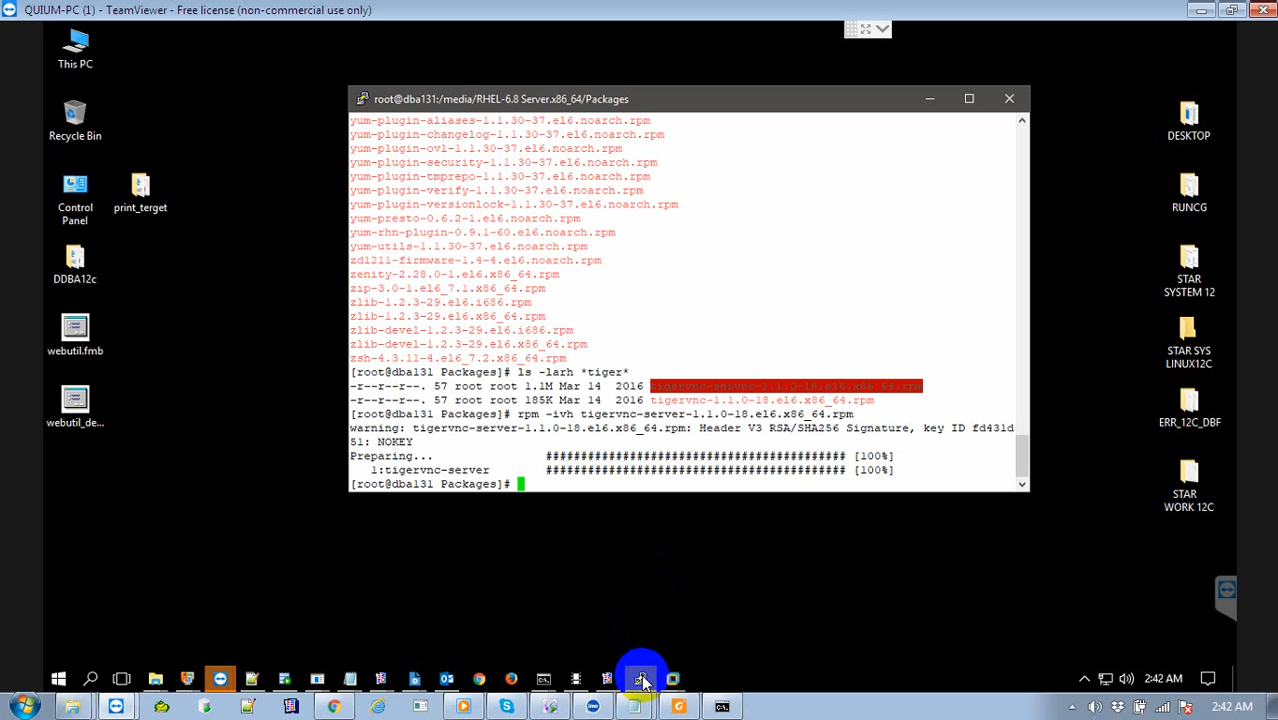 QUIUM-PC (1) - TeamViewer - Free license (non-commercial use only)
This PC
Recycle Bin
Control
Panel
print_terget
DDBA12c
webutil.fmb
webutil_de...
root@dba131:/media/RHEL-6.8 Server.x86_64/Packages
yum-plugin-aliases-1.1.30-37.el6.noarch.rpm
yum-plugin-changelog-1.1.30-37.el6.noarch.rpm
yum-plugin-ovl-1.1.30-37.el6.noarch.rpm
yum-plugin-security-1.1.30-37.el6.noarch.rpm
yum-plugin-tmprepo-1.1.30-37.el6.noarch.rpm
yum-plugin-verify-1.1.30-37.el6.noarch.rpm
yum-plugin-versionlock-1.1.30-37.el6.noarch.rpm
yum-presto-0.6.2-1.el6.noarch.rpm
yum-rhn-plugin-0.9.1-60.el6.noarch.rpm
yum-utils-1.1.30-37.el6.noarch.rpm
zd1211-firmware-1.4-4.el6.noarch.rpm
zenity-2.28.0-1.el6.x86_64.rpm
zip-3.0-1.el6_7.1.x86_64.rpm
zlib-1.2.3-29.el6.i686.rpm
zlib-1.2.3-29.el6.x86_64.rpm
zlib-devel-1.2.3-29.el6.i686.rpm
zlib-devel-1.2.3-29.el6.x86_64.rpm
zsh-4.3.11-4.el6_7.2.x86_64.rpm
[root@dba131 Packages]# ls -larh *tiger*
-r--r--r--. 57 root root 1.1M Mar 14  2016 tigervnc-server-1.1.0-18.el6.x86_64.rpm
-r--r--r--. 57 root root 185K Mar 14  2016 tigervnc-1.1.0-18.el6.x86_64.rpm
[root@dba131 Packages]# rpm -ivh tigervnc-server-1.1.0-18.el6.x86_64.rpm
warning: tigervnc-server-1.1.0-18.el6.x86_64.rpm: Header V3 RSA/SHA256 Signature, key ID fd431d
51: NOKEY
Preparing... ########################################### [100%]
1:tigervnc-server ########################################### [100%]
[root@dba131 Packages]#
DESKTOP
RUNCG
STAR
SYSTEM 12
STAR SYS
LINUX12C
ERR_12C_DBF
STAR
WORK 12C
2:42 AM
2:42 AM